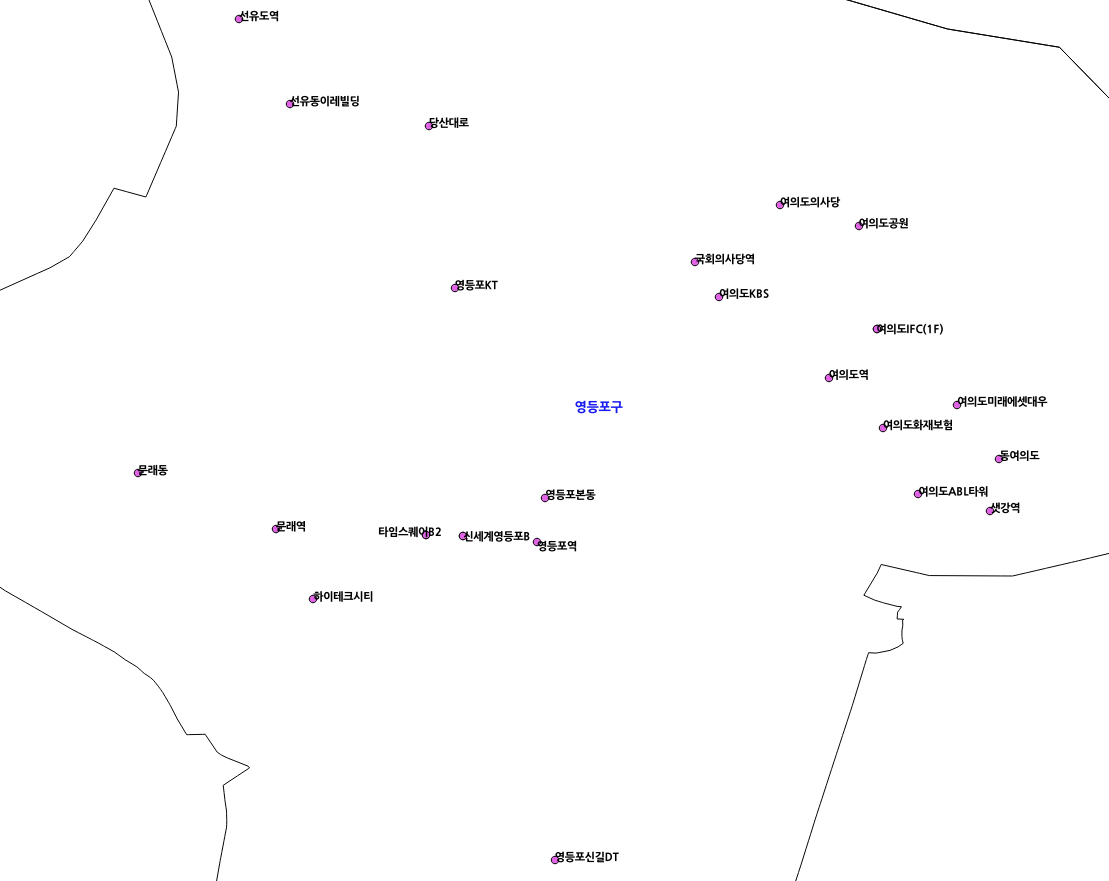 선유도역
선유동이레빌딩
당산대로
여의도의사당
여의도공원
국회의사당역
영등포KT
여의도KBS
여의도IFC(1F)
여의도역
여의도미래에셋대우
영등포구
여의도화재보험
동여의도
문래동
여의도ABL타워
영등포본동
샛강역
문래역
타임스퀘어B2
신세계영등포B
영등포역
하이테크시티
영등포신길DT